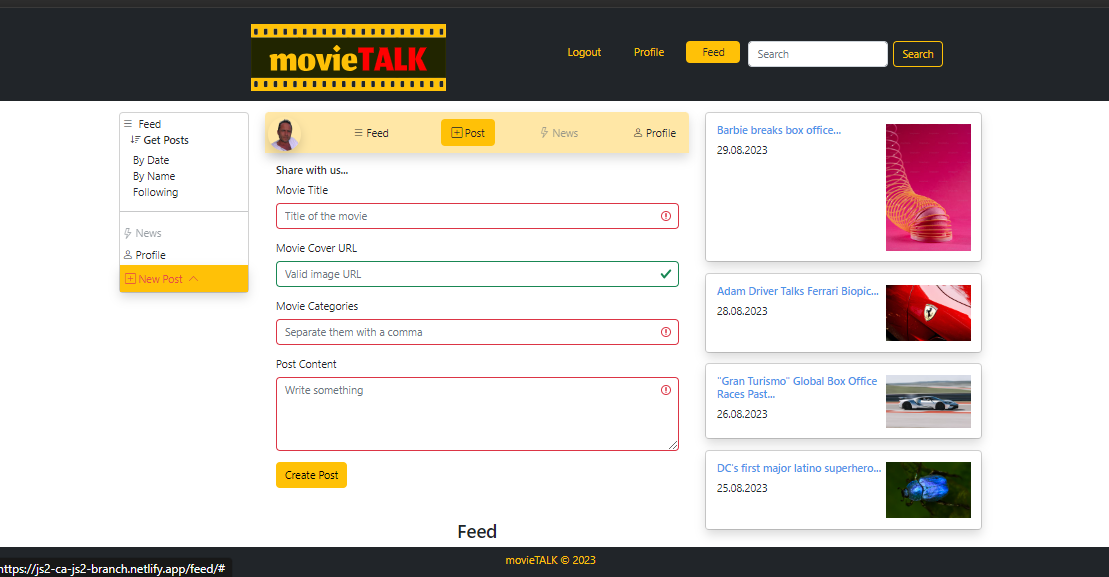 movieTALK
Logout Profile Feed Search Search
Feed
Get Posts
By Date
By Name
Following
News
Profile
New Post
Feed Post News Profile
Share with us...
Movie Title
Title of the movie
Movie Cover URL
Valid image URL
Movie Categories
Separate them with a comma
Post Content
Write something
Create Post
Feed
Barbie breaks box office...
29.08.2023
Adam Driver Talks Ferrari Biopic...
28.08.2023
"Gran Turismo" Global Box Office
Races Past...
26.08.2023
DC's first major latino superhero...
25.08.2023
movieTALK © 2023
https://js2-ca-js2-branch.netlify.app/feed/#